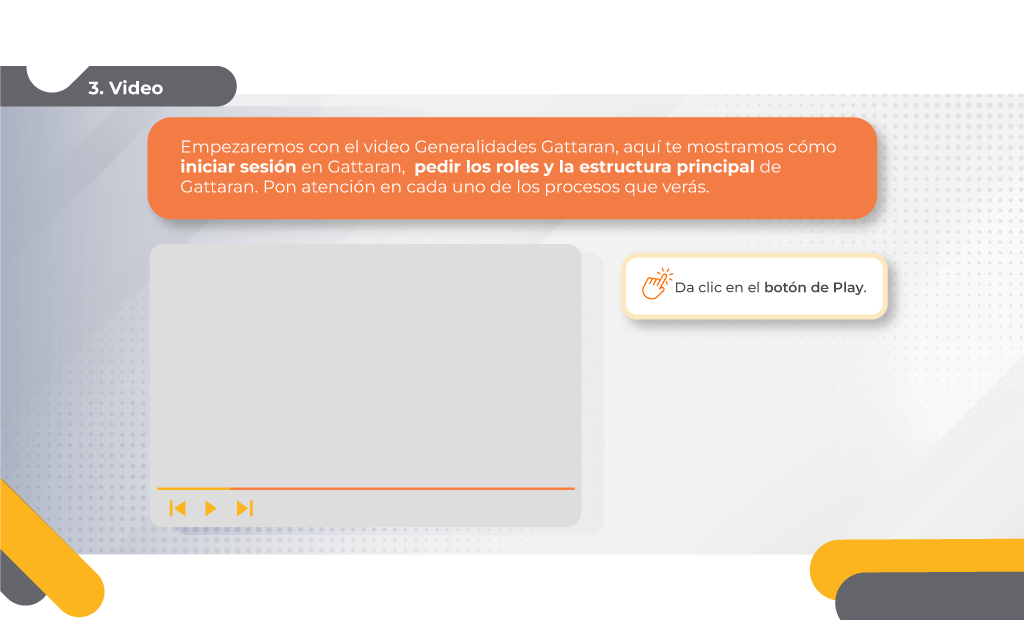 3. Video
Empezaremos con el video Generalidades Gattaran, aquí te mostramos cómo
iniciar sesión en Gattaran, pedir los roles y la estructura principal de
Gattaran. Pon atención en cada uno de los procesos que verás.
Da clic en el botón de Play.